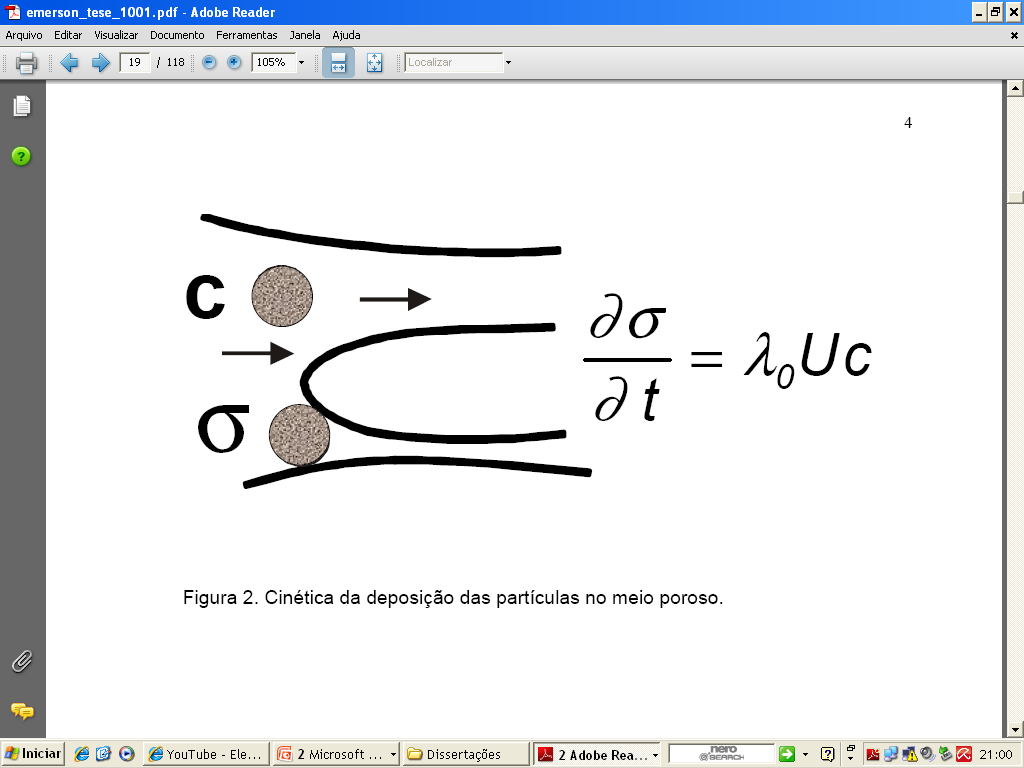 emerson_tese_1001.pdf - Adobe Reader
Arquivo Editar Visualizar Documento Ferramentas Janela Ajuda
19 / 118 105% Localizar
4
c
σ
∂σ/∂t = λ₀Uc
Figura 2. Cinética da deposição das partículas no meio poroso.
Iniciar YouTube - Ele... 2 Microsoft ... Dissertações 2 Adobe Rea... nero SEARCH 21:00